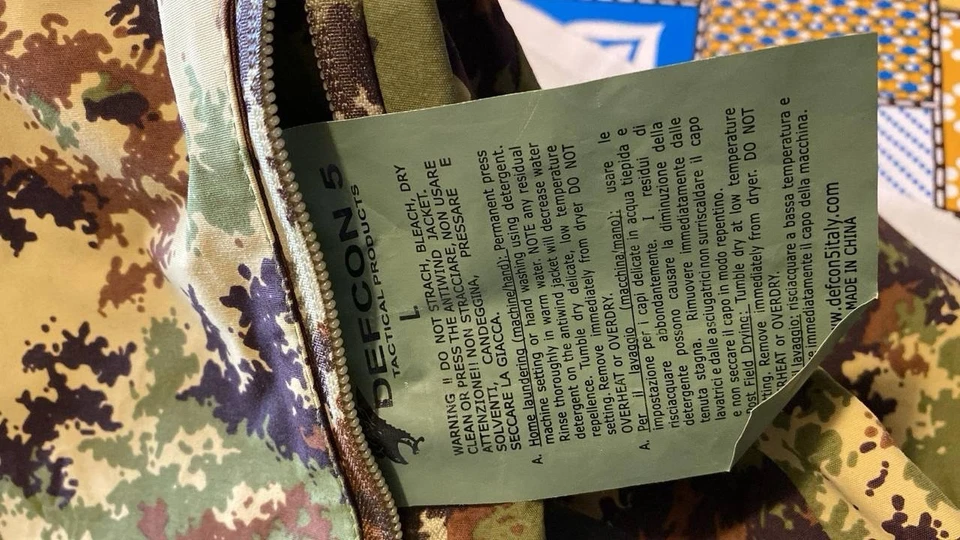 DEFCON 5
TACTICAL PRODUCTS
L
WARNING !! DO NOT STRACH, BLEACH, DRY
CLEAN OR PRESS THE ANTIWIND JACKET.
ATTENZIONE!! NON STRACCIARE, NON USARE
SOLVENTI, CANDEGGINA, PRESSARE E
SECCARE LA GIACCA.
A. Home laundering (machine/hand): Permanent press
machine setting or hand washing using detergent.
Rinse thoroughly in warm water. NOTE any residual
detergent on the antiwind jacket will decrease water
repellence. Tumble dry delicate, low temperature
setting. Remove immediately from dryer DO NOT
OVERHEAT or OVERDRY.
A. Per il lavaggio (macchina/mano): usare le
impostazione per i capi delicate in acqua tiepida e
risciacquare abbondantemente. I residui di
detergente possono causare la diminuzione della
tenuta stagna. Rimuovere immediatamente dalle
lavatrici e dalle asciugatrici non surriscaldare il capo
e non seccare il capo in modo repentino.
Field Drying: Tumble dry at low temperature
Remove immediately from dryer. DO NOT
or OVERDRY.
lavaggio, risciacquare a bassa temperatura e
immediatamente il capo della macchina.
defcon5italy.com
MADE IN CHINA